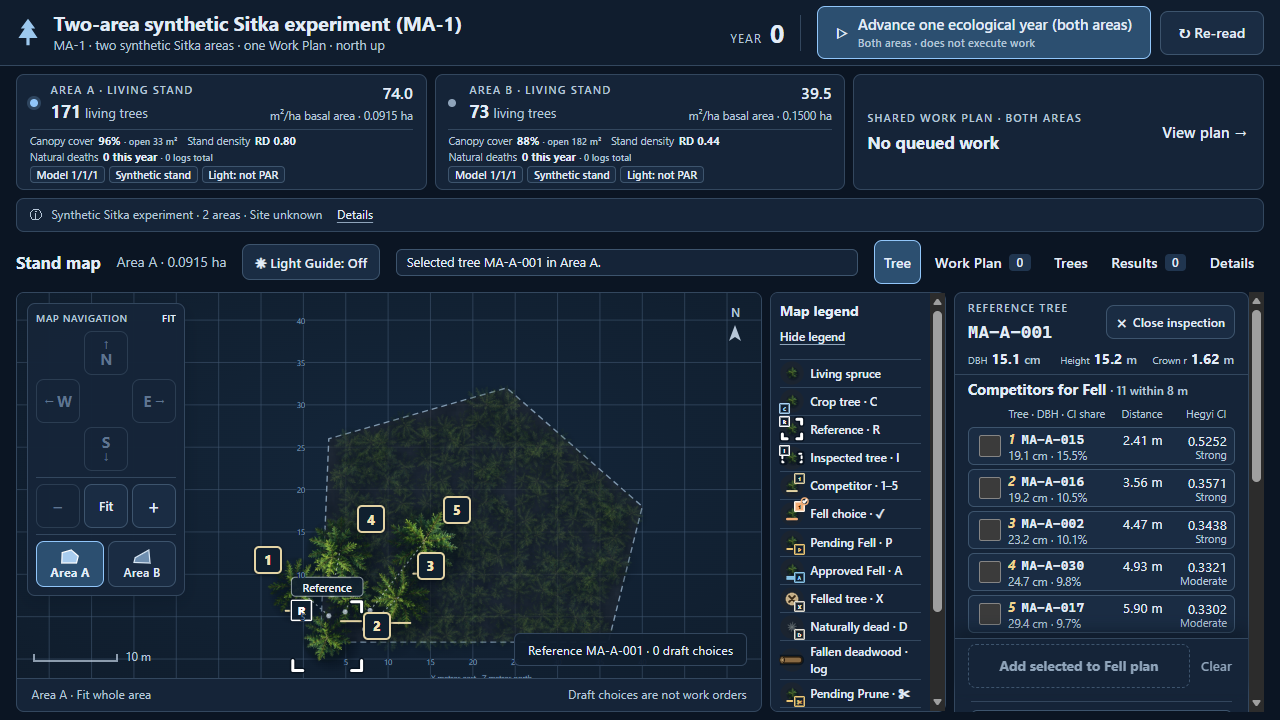 Two-area synthetic Sitka experiment (MA-1)
MA-1 · two synthetic Sitka areas · one Work Plan · north up
YEAR 0
▷ Advance one ecological year (both areas)
Both areas · does not execute work
↻ Re-read
AREA A · LIVING STAND
74.0
171 living trees
m²/ha basal area · 0.0915 ha
Canopy cover 96% · open 33 m² Stand density RD 0.80
Natural deaths 0 this year · 0 logs total
Model 1/1/1 Synthetic stand Light: not PAR
AREA B · LIVING STAND
39.5
73 living trees
m²/ha basal area · 0.1500 ha
Canopy cover 88% · open 182 m² Stand density RD 0.44
Natural deaths 0 this year · 0 logs total
Model 1/1/1 Synthetic stand Light: not PAR
SHARED WORK PLAN · BOTH AREAS
No queued work
View plan →
ⓘ Synthetic Sitka experiment · 2 areas · Site unknown Details
Stand map Area A · 0.0915 ha
Light Guide: Off
Selected tree MA-A-001 in Area A.
Tree
Work Plan 0
Trees
Results 0
Details
MAP NAVIGATION FIT
↑
N
← W
E →
S
↓
− Fit +
Area A Area B
10 m
40
35
30
25
20
15
10
5
10
15
20
N
1
2
3
4
5
Reference
R
Reference MA-A-001 · 0 draft choices
Area A · Fit whole area
Draft choices are not work orders
Map legend
Hide legend
Living spruce
Crop tree · C
Reference · R
Inspected tree · I
Competitor · 1–5
Fell choice · ✓
Pending Fell · P
Approved Fell · A
Felled tree · X
Naturally dead · D
Fallen deadwood ·
log
Pending Prune · ✂
REFERENCE TREE
MA-A-001
× Close inspection
DBH 15.1 cm Height 15.2 m Crown r 1.62 m
Competitors for Fell · 11 within 8 m
Tree · DBH · CI share Distance Hegyi CI
1 MA-A-015 2.41 m 0.5252
19.1 cm · 15.5% Strong
2 MA-A-016 3.56 m 0.3571
19.2 cm · 10.5% Strong
3 MA-A-002 4.47 m 0.3438
23.2 cm · 10.1% Strong
4 MA-A-030 4.93 m 0.3321
24.7 cm · 9.8% Moderate
5 MA-A-017 5.90 m 0.3302
29.4 cm · 9.7% Moderate
Add selected to Fell plan
Clear